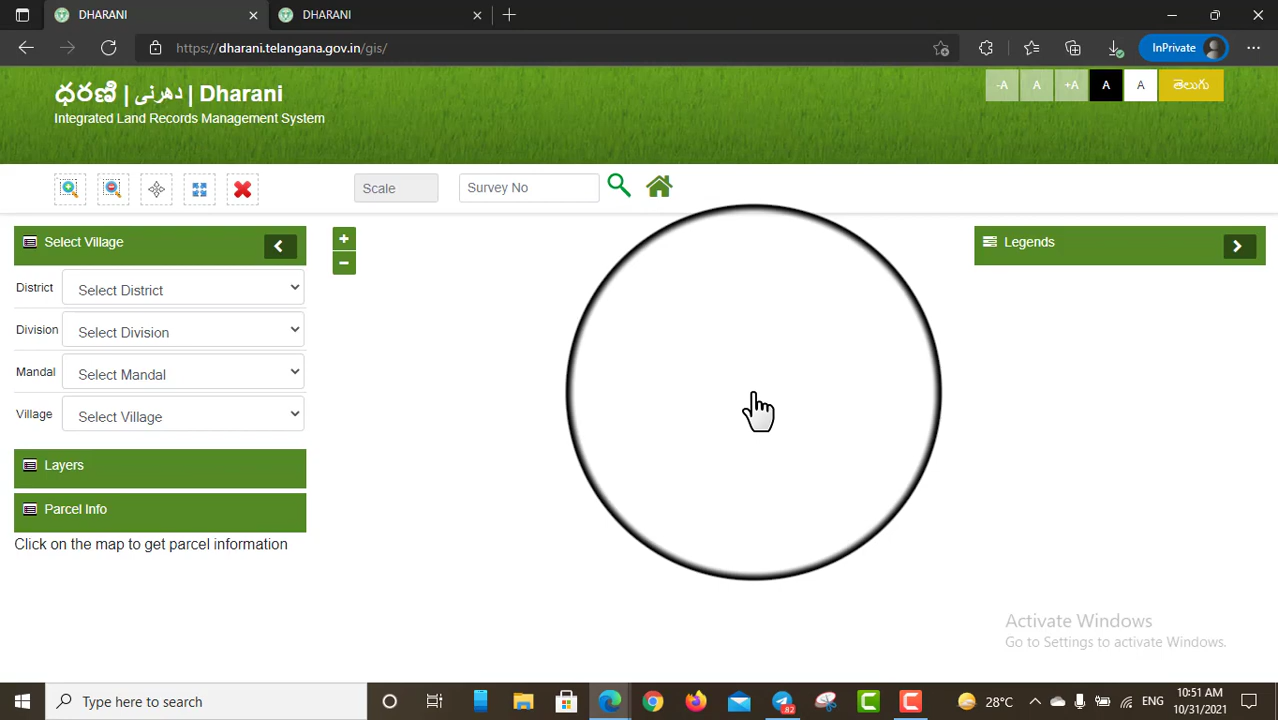 DHARANI
DHARANI
https://dharani.telangana.gov.in/gis/
InPrivate
ధరణి | دھرنی | Dharani
Integrated Land Records Management System
-A
A
+A
A
A
తెలుగు
Scale
Survey No
Select Village
District
Select District
Division
Select Division
Mandal
Select Mandal
Village
Select Village
Layers
Parcel Info
Click on the map to get parcel information
Legends
Activate Windows
Go to Settings to activate Windows.
Type here to search
82
28°C
ENG
10:51 AM
10/31/2021